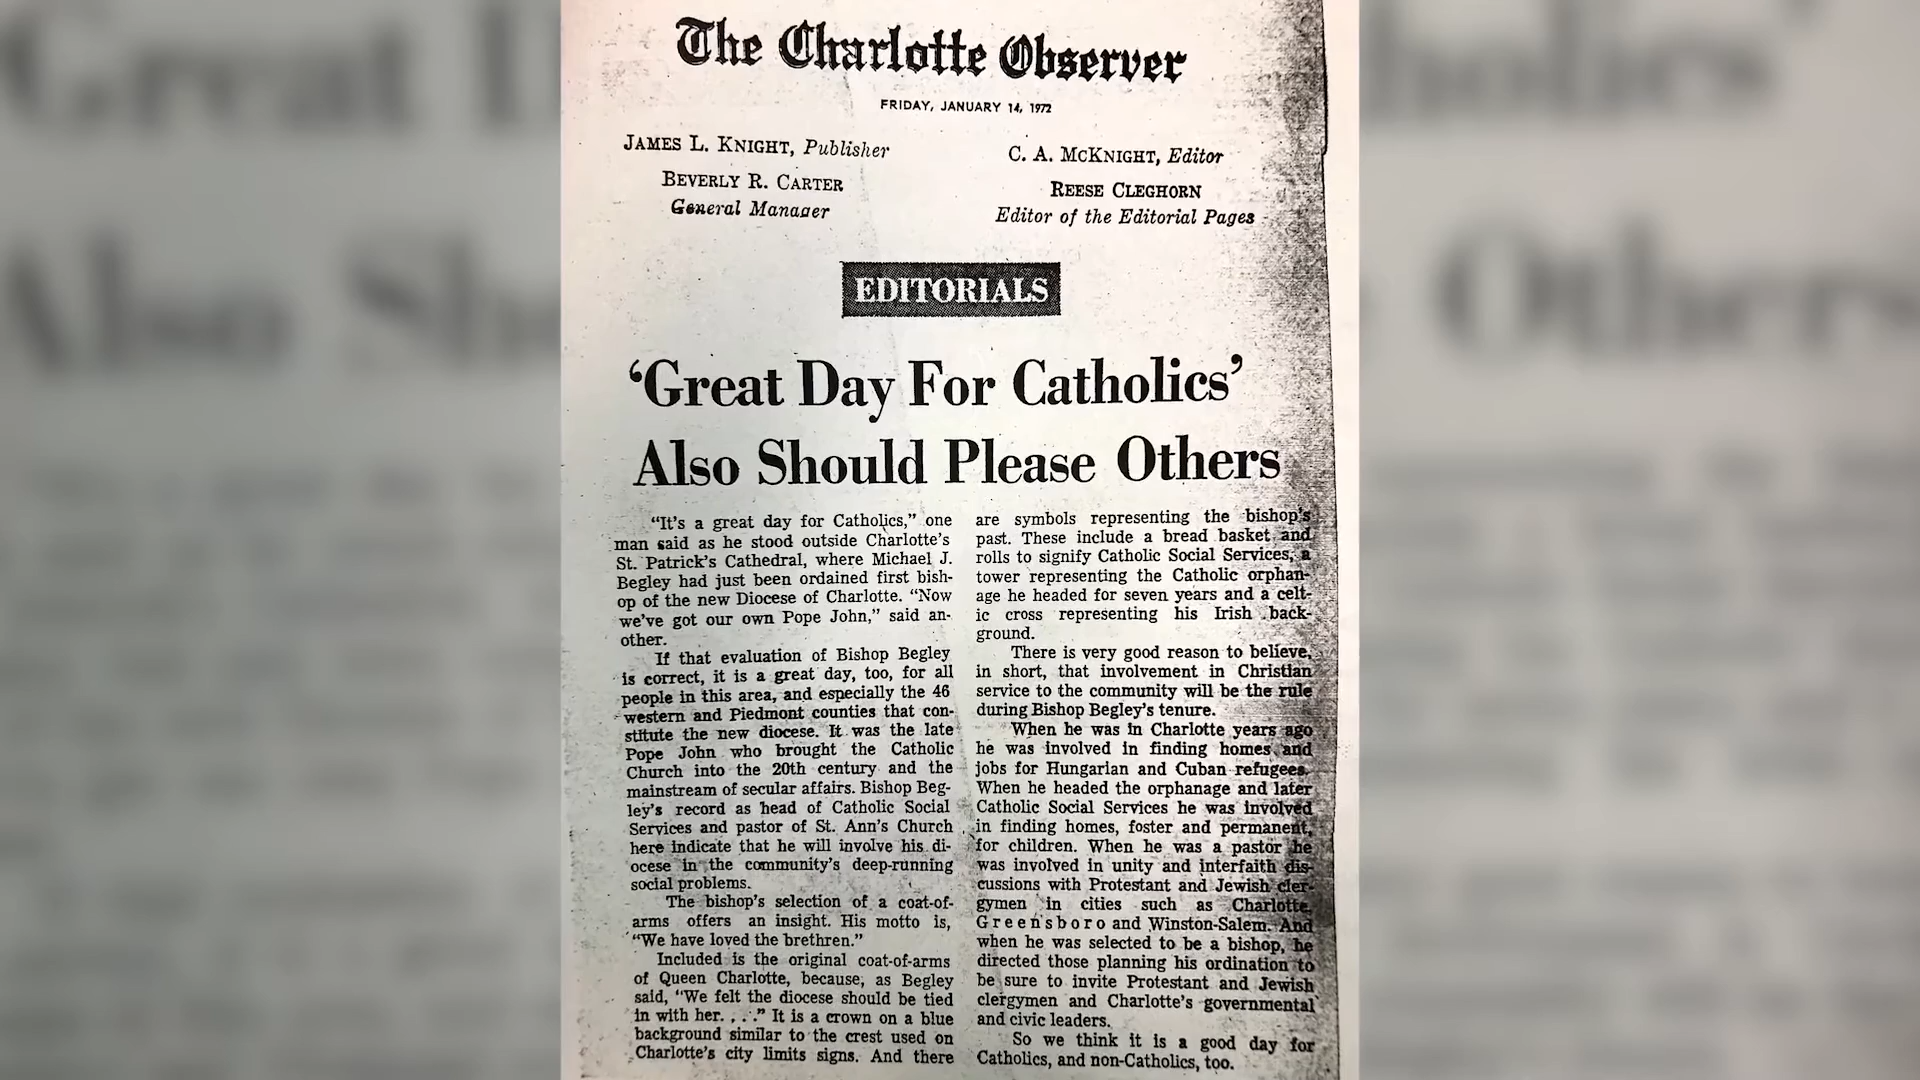 The Charlotte Observer
FRIDAY, JANUARY 14, 1972
JAMES L. KNIGHT, Publisher
BEVERLY R. CARTER
General Manager
C. A. MCKNIGHT, Editor
REESE CLEGHORN
Editor of the Editorial Pages
EDITORIALS
‘Great Day For Catholics’
Also Should Please Others
“It’s a great day for Catholics,” one
man said as he stood outside Charlotte’s
St. Patrick’s Cathedral, where Michael J.
Begley had just been ordained first bish-
op of the new Diocese of Charlotte. “Now
we’ve got our own Pope John,” said an-
other.
If that evaluation of Bishop Begley
is correct, it is a great day, too, for all
people in this area, and especially the 46
western and Piedmont counties that con-
stitute the new diocese. It was the late
Pope John who brought the Catholic
Church into the 20th century and the
mainstream of secular affairs. Bishop Beg-
ley’s record as head of Catholic Social
Services and pastor of St. Ann’s Church
here indicate that he will involve his di-
ocese in the community’s deep-running
social problems.
The bishop’s selection of a coat-of-
arms offers an insight. His motto is,
“We have loved the brethren.”
Included is the original coat-of-arms
of Queen Charlotte, because, as Begley
said, “We felt the diocese should be tied
in with her. . . .” It is a crown on a blue
background similar to the crest used on
Charlotte’s city limits signs. And there
are symbols representing the bishop’s
past. These include a bread basket and
rolls to signify Catholic Social Services, a
tower representing the Catholic orphan-
age he headed for seven years and a celt-
ic cross representing his Irish back-
ground.
There is very good reason to believe,
in short, that involvement in Christian
service to the community will be the rule
during Bishop Begley’s tenure.
When he was in Charlotte years ago
he was involved in finding homes and
jobs for Hungarian and Cuban refugees.
When he headed the orphanage and later
Catholic Social Services he was involved
in finding homes, foster and permanent,
for children. When he was a pastor he
was involved in unity and interfaith dis-
cussions with Protestant and Jewish cler-
gymen in cities such as Charlotte,
Greensboro and Winston-Salem. And
when he was selected to be a bishop, he
directed those planning his ordination to
be sure to invite Protestant and Jewish
clergymen and Charlotte’s governmental
and civic leaders.
So we think it is a good day for
Catholics, and non-Catholics, too.